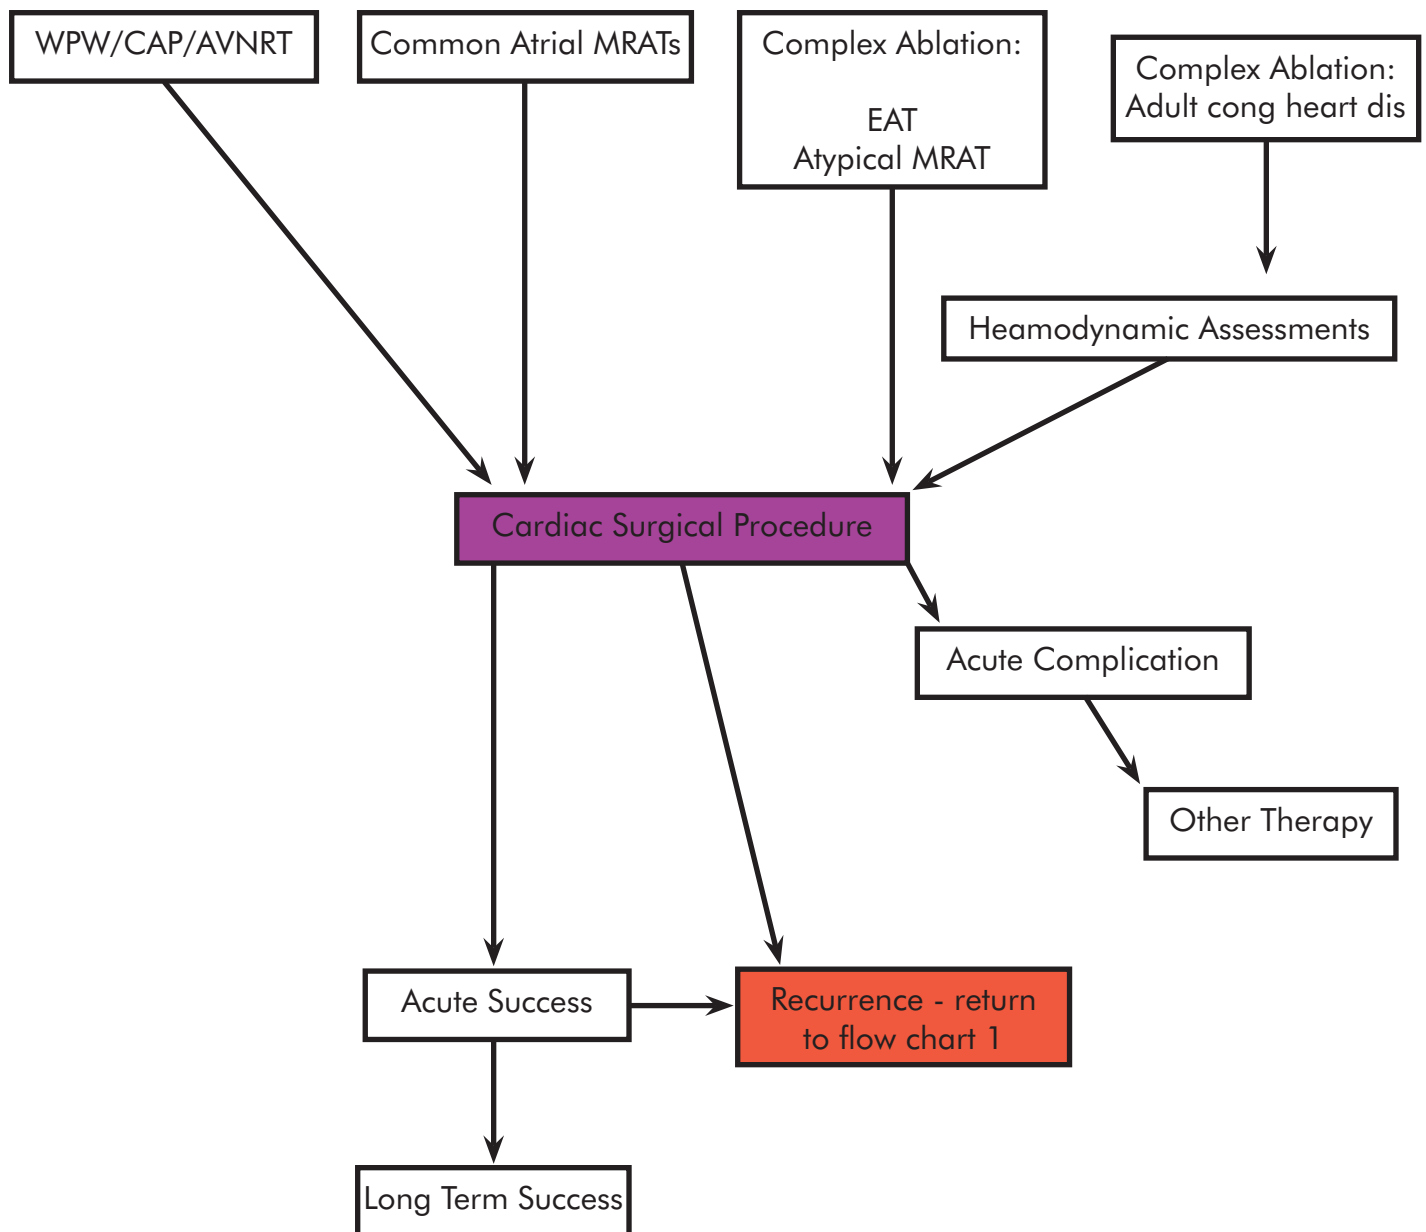 WPW/CAP/AVNRT
Common Atrial MRATs
Complex Ablation:
EAT
Atypical MRAT
Complex Ablation:
Adult cong heart dis
Heamodynamic Assessments
Cardiac Surgical Procedure
Acute Complication
Other Therapy
Acute Success
Recurrence - return
to flow chart 1
Long Term Success